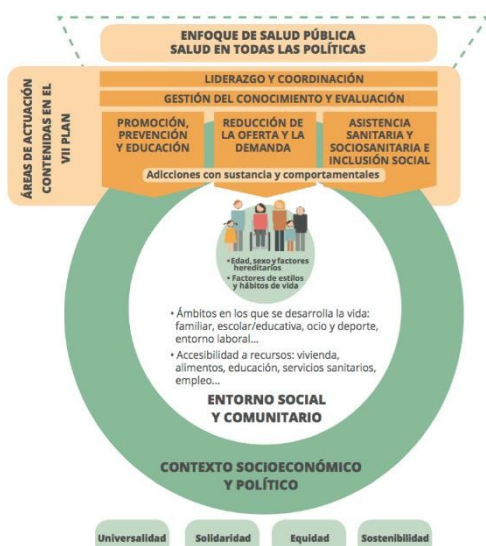 ENFOQUE DE SALUD PÚBLICA
SALUD EN TODAS LAS POLÍTICAS
ÁREAS DE ACTUACIÓN
CONTENIDAS EN EL
VII PLAN
LIDERAZGO Y COORDINACIÓN
GESTIÓN DEL CONOCIMIENTO Y EVALUACIÓN
PROMOCIÓN,
PREVENCIÓN
Y EDUCACIÓN
REDUCCIÓN DE
LA OFERTA Y LA
DEMANDA
ASISTENCIA
SANITARIA Y
SOCIOSANITARIA E
INCLUSIÓN SOCIAL
Adicciones con sustancia y comportamentales
• Edad, sexo y factores
hereditarios
• Factores de estilos
y hábitos de vida
• Ámbitos en los que se desarrolla la vida:
familiar, escolar/educativa, ocio y deporte,
entorno laboral...
• Accesibilidad a recursos: vivienda,
alimentos, educación, servicios sanitarios,
empleo...
ENTORNO SOCIAL
Y COMUNITARIO
CONTEXTO SOCIOECONÓMICO
Y POLÍTICO
Universalidad
Solidaridad
Equidad
Sostenibilidad